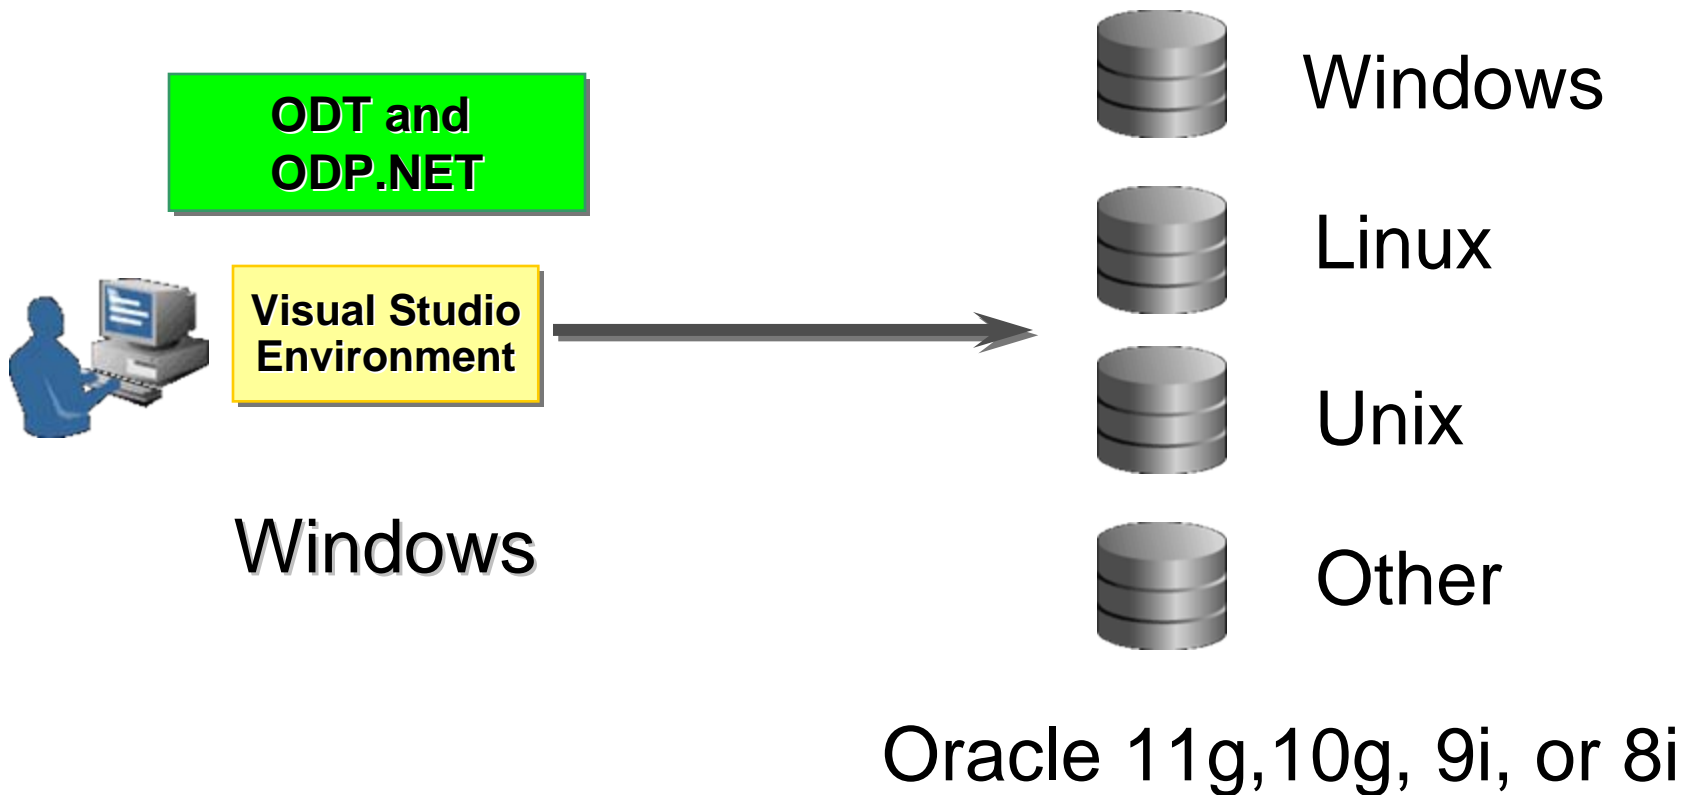 ODT and
ODP.NET
Visual Studio
Environment
Windows
Windows
Linux
Unix
Other
Oracle 11g,10g, 9i, or 8i